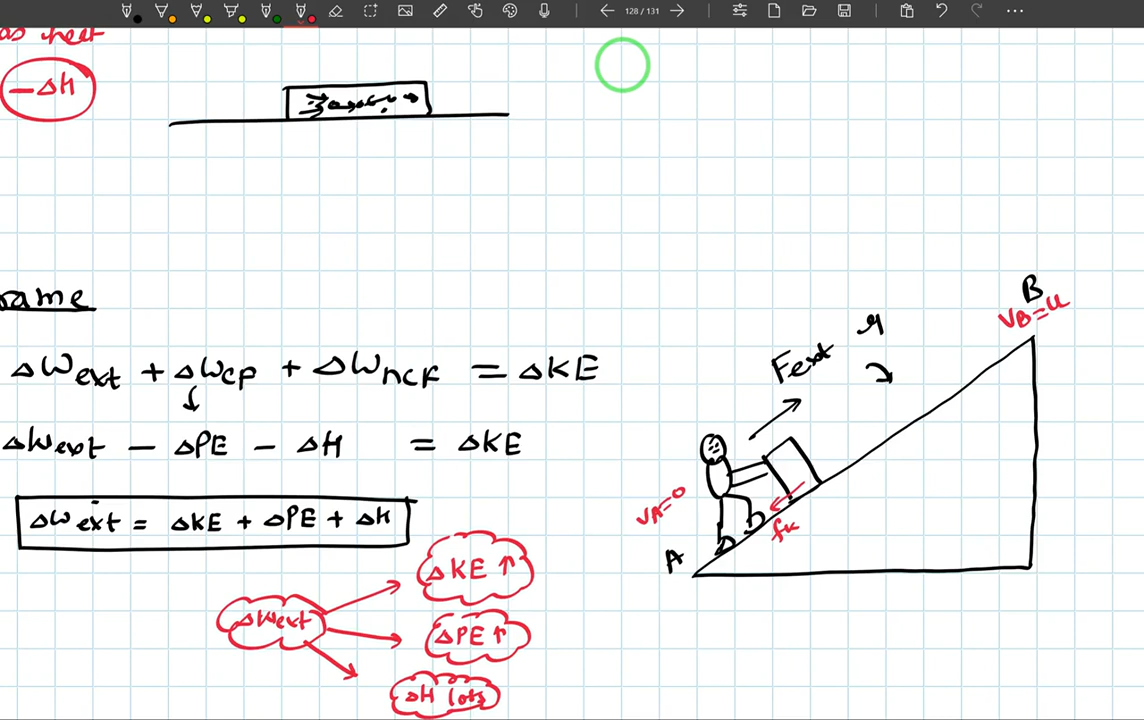 128 / 131
as heat
-ΔH
rame
ΔWext + ΔWCF + ΔWNCF = ΔKE
ΔWext - ΔPE - ΔH = ΔKE
ΔWext = ΔKE + ΔPE + ΔH
ΔWext
ΔKE ↑
ΔPE ↑
ΔH
B
VB=u
Fext
VA=0
fk
A